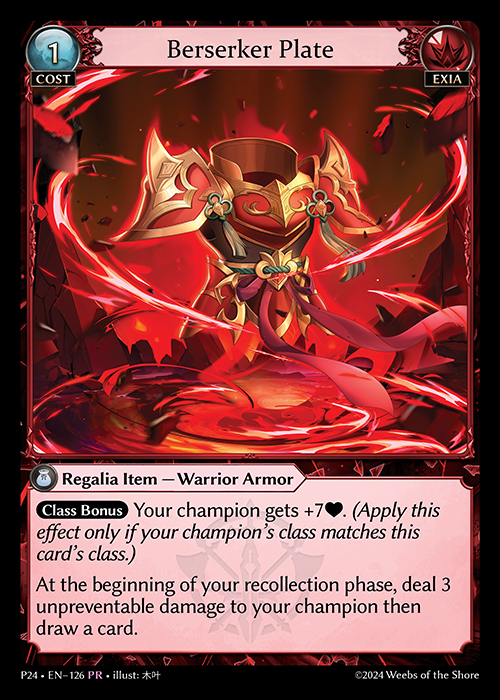 1
Berserker Plate
COST
EXIA
Regalia Item — Warrior Armor
Class Bonus Your champion gets +7♥. (Apply this
effect only if your champion's class matches this
card's class.)
At the beginning of your recollection phase, deal 3
unpreventable damage to your champion then
draw a card.
P24 • EN–126 PR • illust: 木叶
©2024 Weebs of the Shore